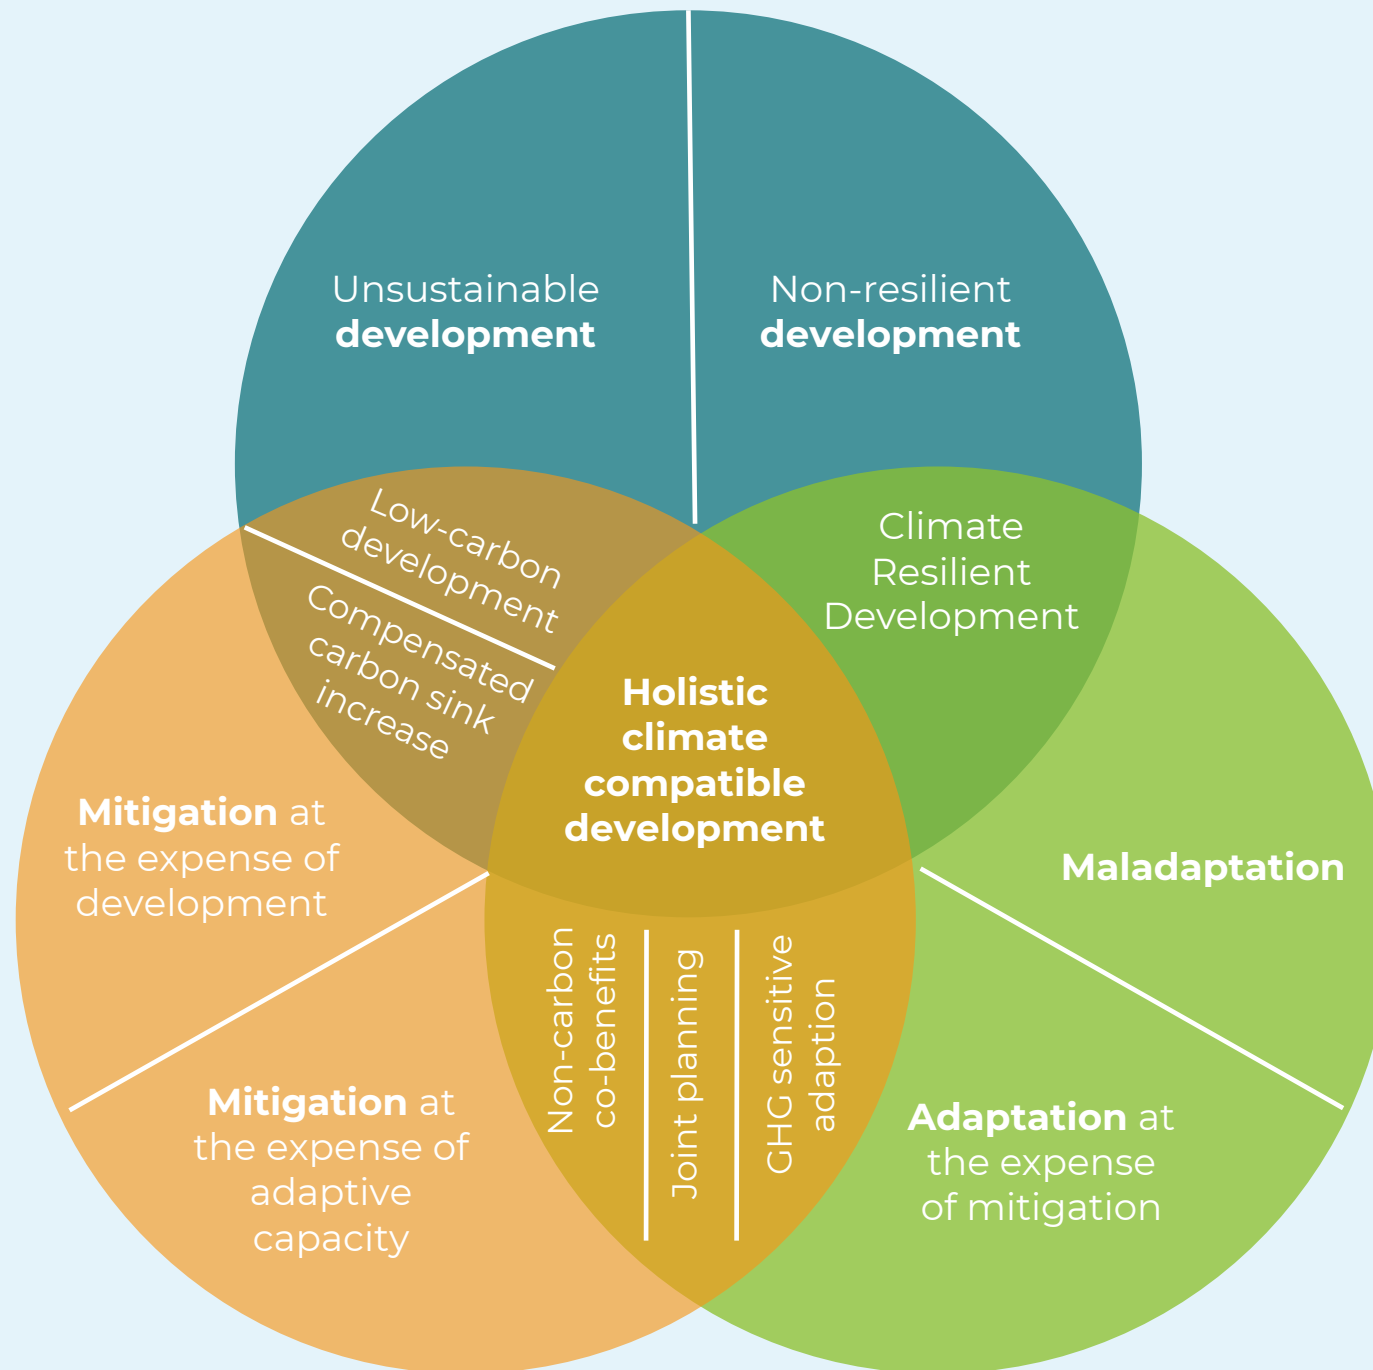 Unsustainable
development
Non-resilient
development
Low-carbon
development
Compensated
carbon sink
increase
Climate
Resilient
Development
Holistic
climate
compatible
development
Mitigation at
the expense of
development
Maladaptation
Non-carbon
co-benefits
Joint planning
GHG sensitive
adaption
Mitigation at
the expense of
adaptive
capacity
Adaptation at
the expense
of mitigation